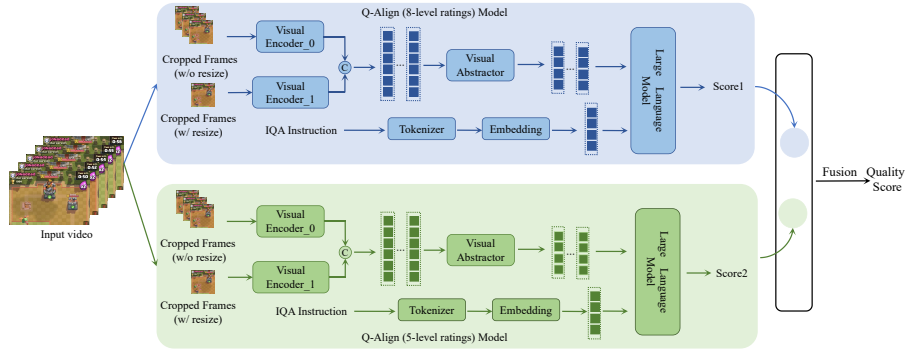 Q-Align (8-level ratings) Model
Visual
Encoder_0
Cropped Frames
(w/o resize)
C
Visual
Encoder_1
Cropped Frames
(w/ resize)
...
Visual
Abstractor
...
Large Language
Model
Score1
IQA Instruction
Tokenizer
Embedding
Input video
Fusion
Quality
Score
Visual
Encoder_0
Cropped Frames
(w/o resize)
C
Visual
Encoder_1
Cropped Frames
(w/ resize)
...
Visual
Abstractor
...
Large Language
Model
Score2
IQA Instruction
Tokenizer
Embedding
Q-Align (5-level ratings) Model